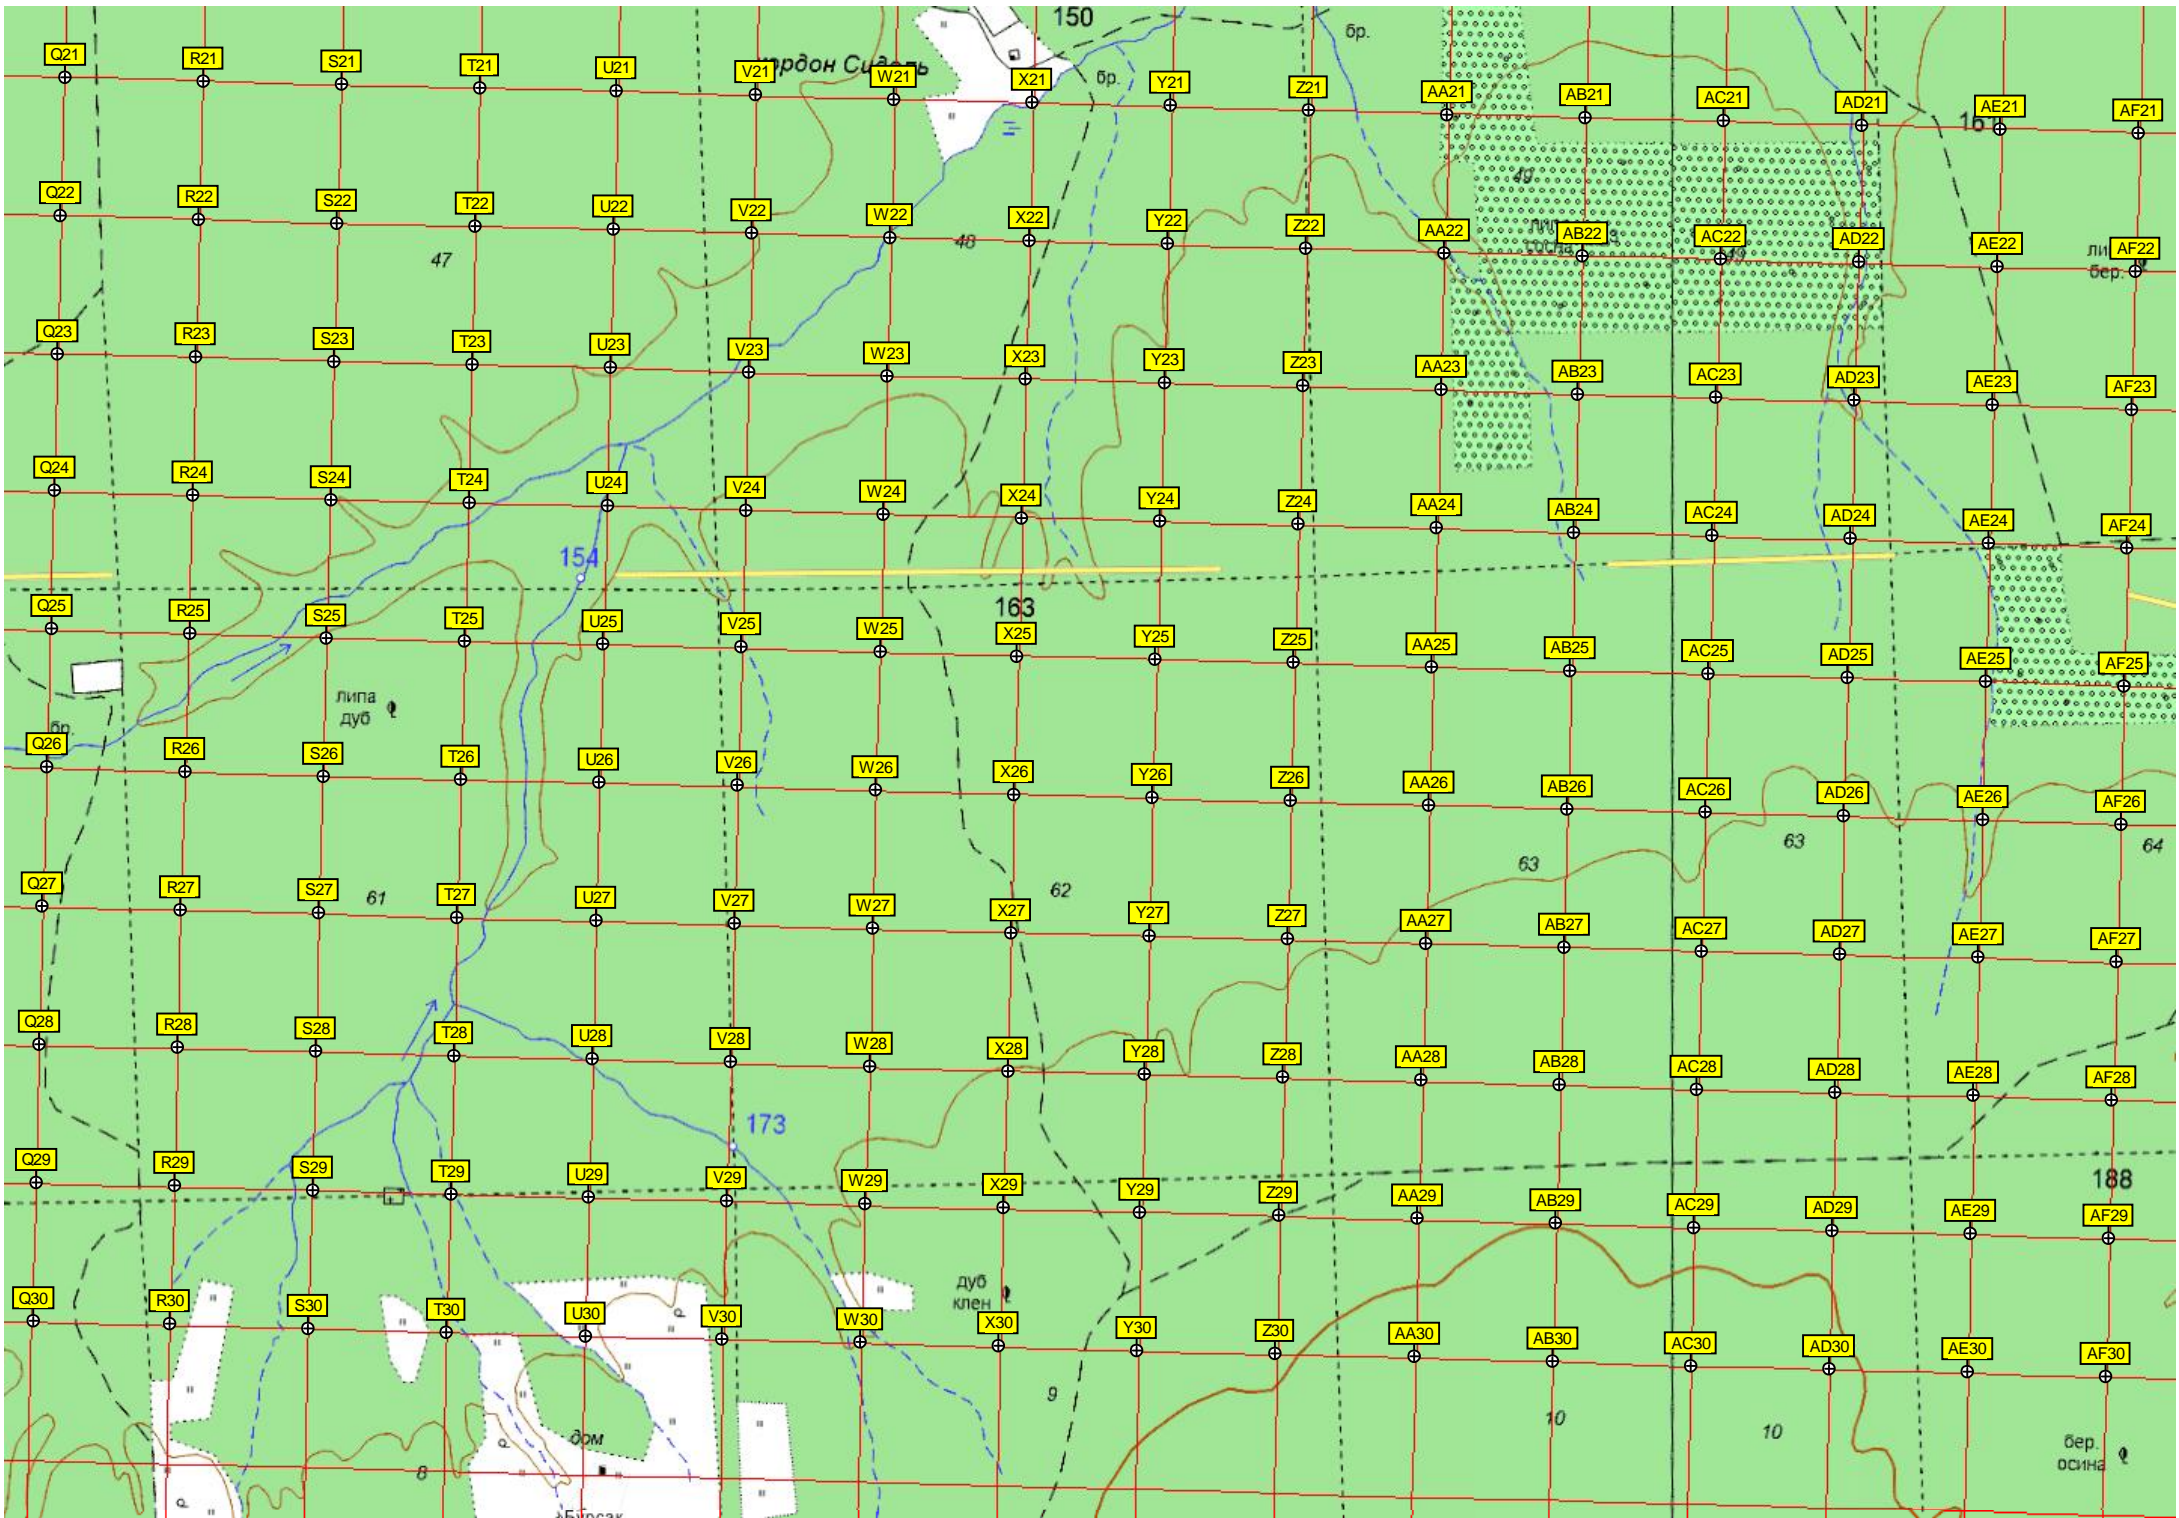 150
бр.
Q21 R21 S21 T21 U21 V21 W21 X21 Y21 Z21 AA21 AB21 AC21 AD21 AE21 AF21
бр.
49
Q22 R22 S22 T22 U22 V22 W22 X22 Y22 Z22 AA22 AB22 AC22 AD22 AE22 AF22
47
48
бер.
Q23 R23 S23 T23 U23 V23 W23 X23 Y23 Z23 AA23 AB23 AC23 AD23 AE23 AF23
Q24 R24 S24 T24 U24 V24 W24 X24 Y24 Z24 AA24 AB24 AC24 AD24 AE24 AF24
154
163
Q25 R25 S25 T25 U25 V25 W25 X25 Y25 Z25 AA25 AB25 AC25 AD25 AE25 AF25
липа
дуб
бр.
Q26 R26 S26 T26 U26 V26 W26 X26 Y26 Z26 AA26 AB26 AC26 AD26 AE26 AF26
63
63
64
61
62
Q27 R27 S27 T27 U27 V27 W27 X27 Y27 Z27 AA27 AB27 AC27 AD27 AE27 AF27
Q28 R28 S28 T28 U28 V28 W28 X28 Y28 Z28 AA28 AB28 AC28 AD28 AE28 AF28
173
188
Q29 R29 S29 T29 U29 V29 W29 X29 Y29 Z29 AA29 AB29 AC29 AD29 AE29 AF29
дуб
клен
Q30 R30 S30 T30 U30 V30 W30 X30 Y30 Z30 AA30 AB30 AC30 AD30 AE30 AF30
9
10
10
дом
8
бер.
осина